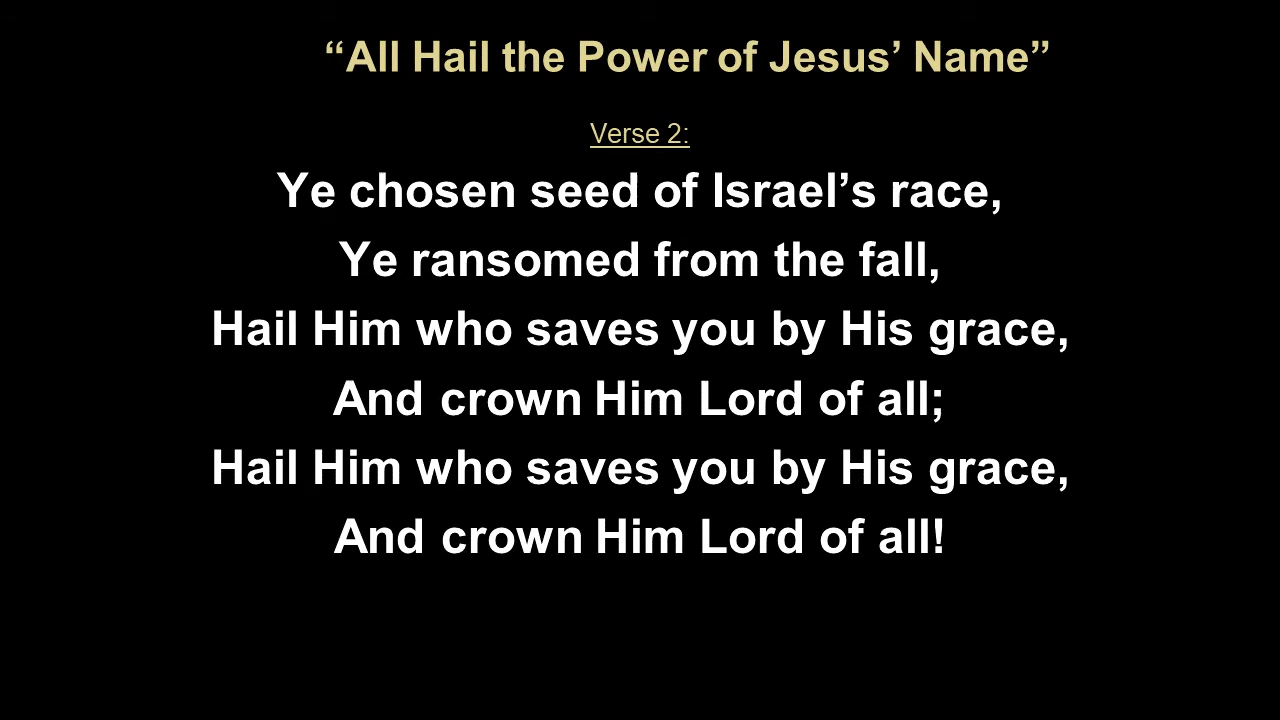 “All Hail the Power of Jesus’ Name”
Verse 2:
Ye chosen seed of Israel’s race,
Ye ransomed from the fall,
Hail Him who saves you by His grace,
And crown Him Lord of all;
Hail Him who saves you by His grace,
And crown Him Lord of all!